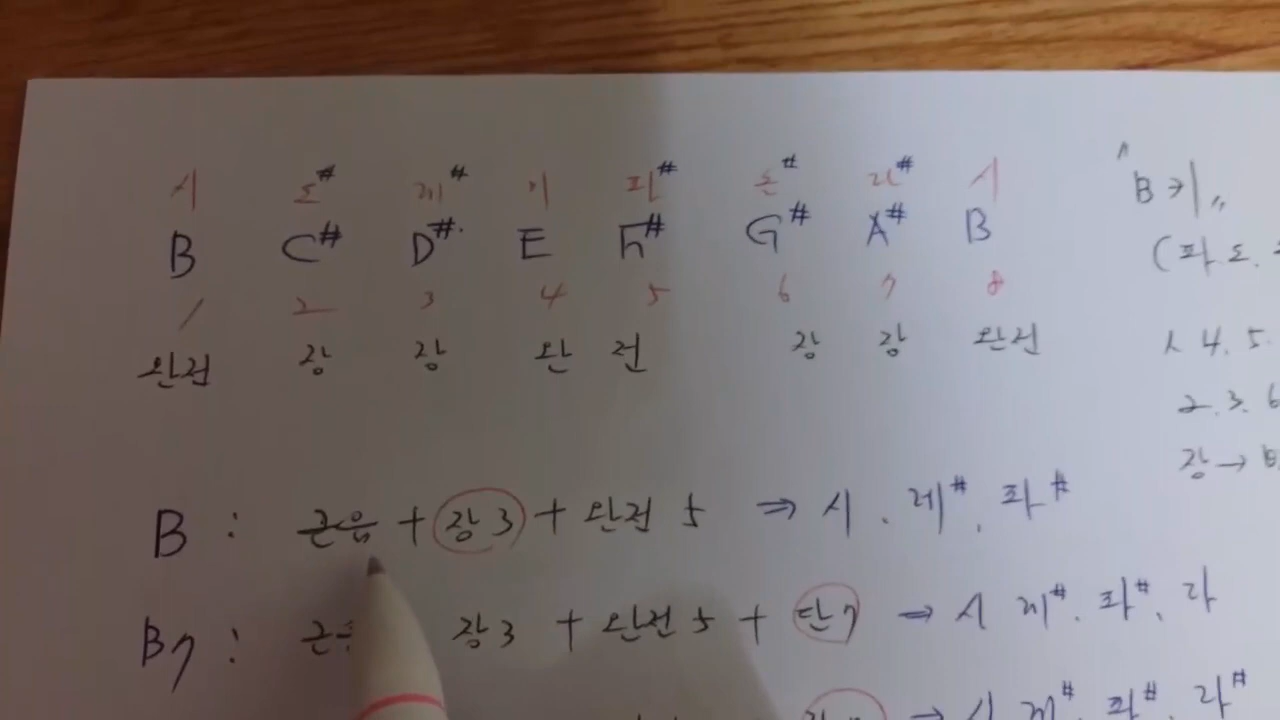 시 도# 레# 미 파# 솔# 라# 시
B C# D# E F# G# A# B
1 2 3 4 5 6 7 8
완전 장 장 완 전 장 장 완전
B →
(파. 도.
1 4. 5.
2. 3. 6
장 →
B : 근음 + 장3 + 완전 5 ⇒ 시. 레#. 파#
B7 : 장3 + 완전 5 + 단7 ⇒ 시 레#. 파#. 라
⇒ 시 레#. 파#. 라#